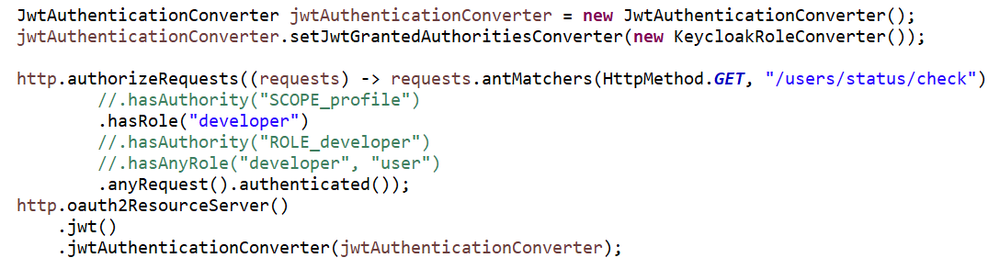 JwtAuthenticationConverter jwtAuthenticationConverter = new JwtAuthenticationConverter();
jwtAuthenticationConverter.setJwtGrantedAuthoritiesConverter(new KeycloakRoleConverter());

http.authorizeRequests((requests) -> requests.antMatchers(HttpMethod.GET, "/users/status/check")
        //.hasAuthority("SCOPE_profile")
        .hasRole("developer")
        //.hasAuthority("ROLE_developer")
        //.hasAnyRole("developer", "user")
        .anyRequest().authenticated());
http.oauth2ResourceServer()
    .jwt()
    .jwtAuthenticationConverter(jwtAuthenticationConverter);